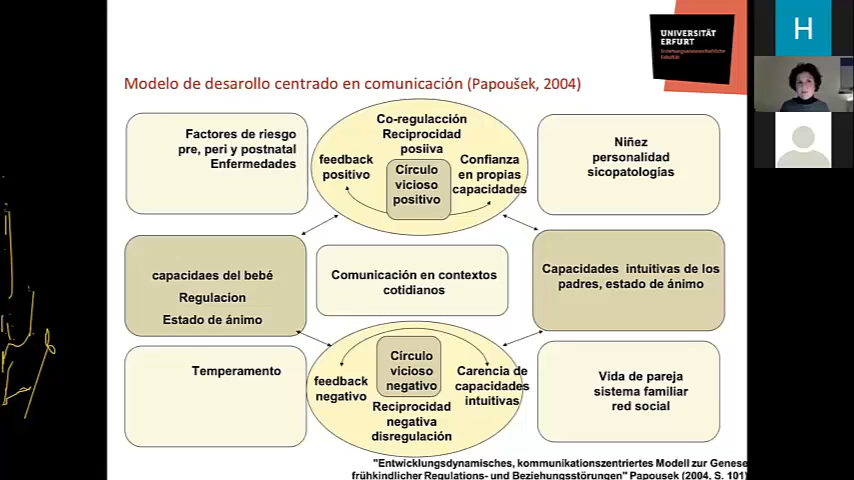 UNIVERSITÄT
ERFURT
Erziehungswissenschaftliche
Fakultät
H
Modelo de desarollo centrado en comunicación (Papoušek, 2004)
Factores de riesgo
pre, peri y postnatal
Enfermedades
Co-regulacción
Reciprocidad
posiiva
feedback
positivo
Círculo
vicioso
positivo
Confianza
en propias
capacidades
Niñez
personalidad
sicopatologías
capacidaes del bebé
Regulacion
Estado de ánimo
Comunicación en contextos
cotidianos
Capacidades intuitivas de los
padres, estado de ánimo
Temperamento
feedback
negativo
Círculo
vicioso
negativo
Carencia de
capacidades
intuitivas
Reciprocidad
negativa
disregulación
Vida de pareja
sistema familiar
red social
"Entwicklungsdynamisches, kommunikationszentriertes Modell zur Genese
frühkindlicher Regulations- und Beziehungsstörungen" Papousek (2004, S. 101)